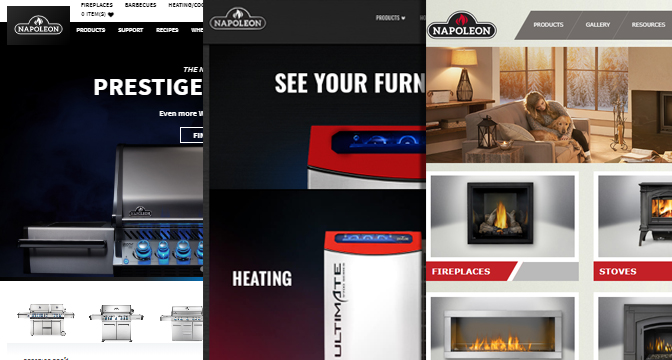 FIREPLACES BARBECUES HEATING/COO
0 ITEM(S)
NAPOLEON
PRODUCTS SUPPORT RECIPES WHE
THE N
PRESTIGE
Even more W
FIN
NAPOLEON
PRODUCTS
SEE YOUR FURN
HEATING
ULTIMATE
NAPOLEON
PRODUCTS GALLERY RESOURCES
FIREPLACES
STOVES